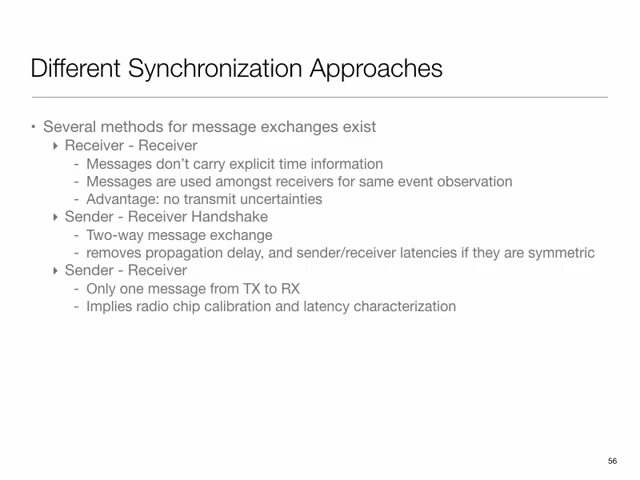 Different Synchronization Approaches
• Several methods for message exchanges exist
‣ Receiver - Receiver
- Messages don’t carry explicit time information
- Messages are used amongst receivers for same event observation
- Advantage: no transmit uncertainties
‣ Sender - Receiver Handshake
- Two-way message exchange
- removes propagation delay, and sender/receiver latencies if they are symmetric
‣ Sender - Receiver
- Only one message from TX to RX
- Implies radio chip calibration and latency characterization
56